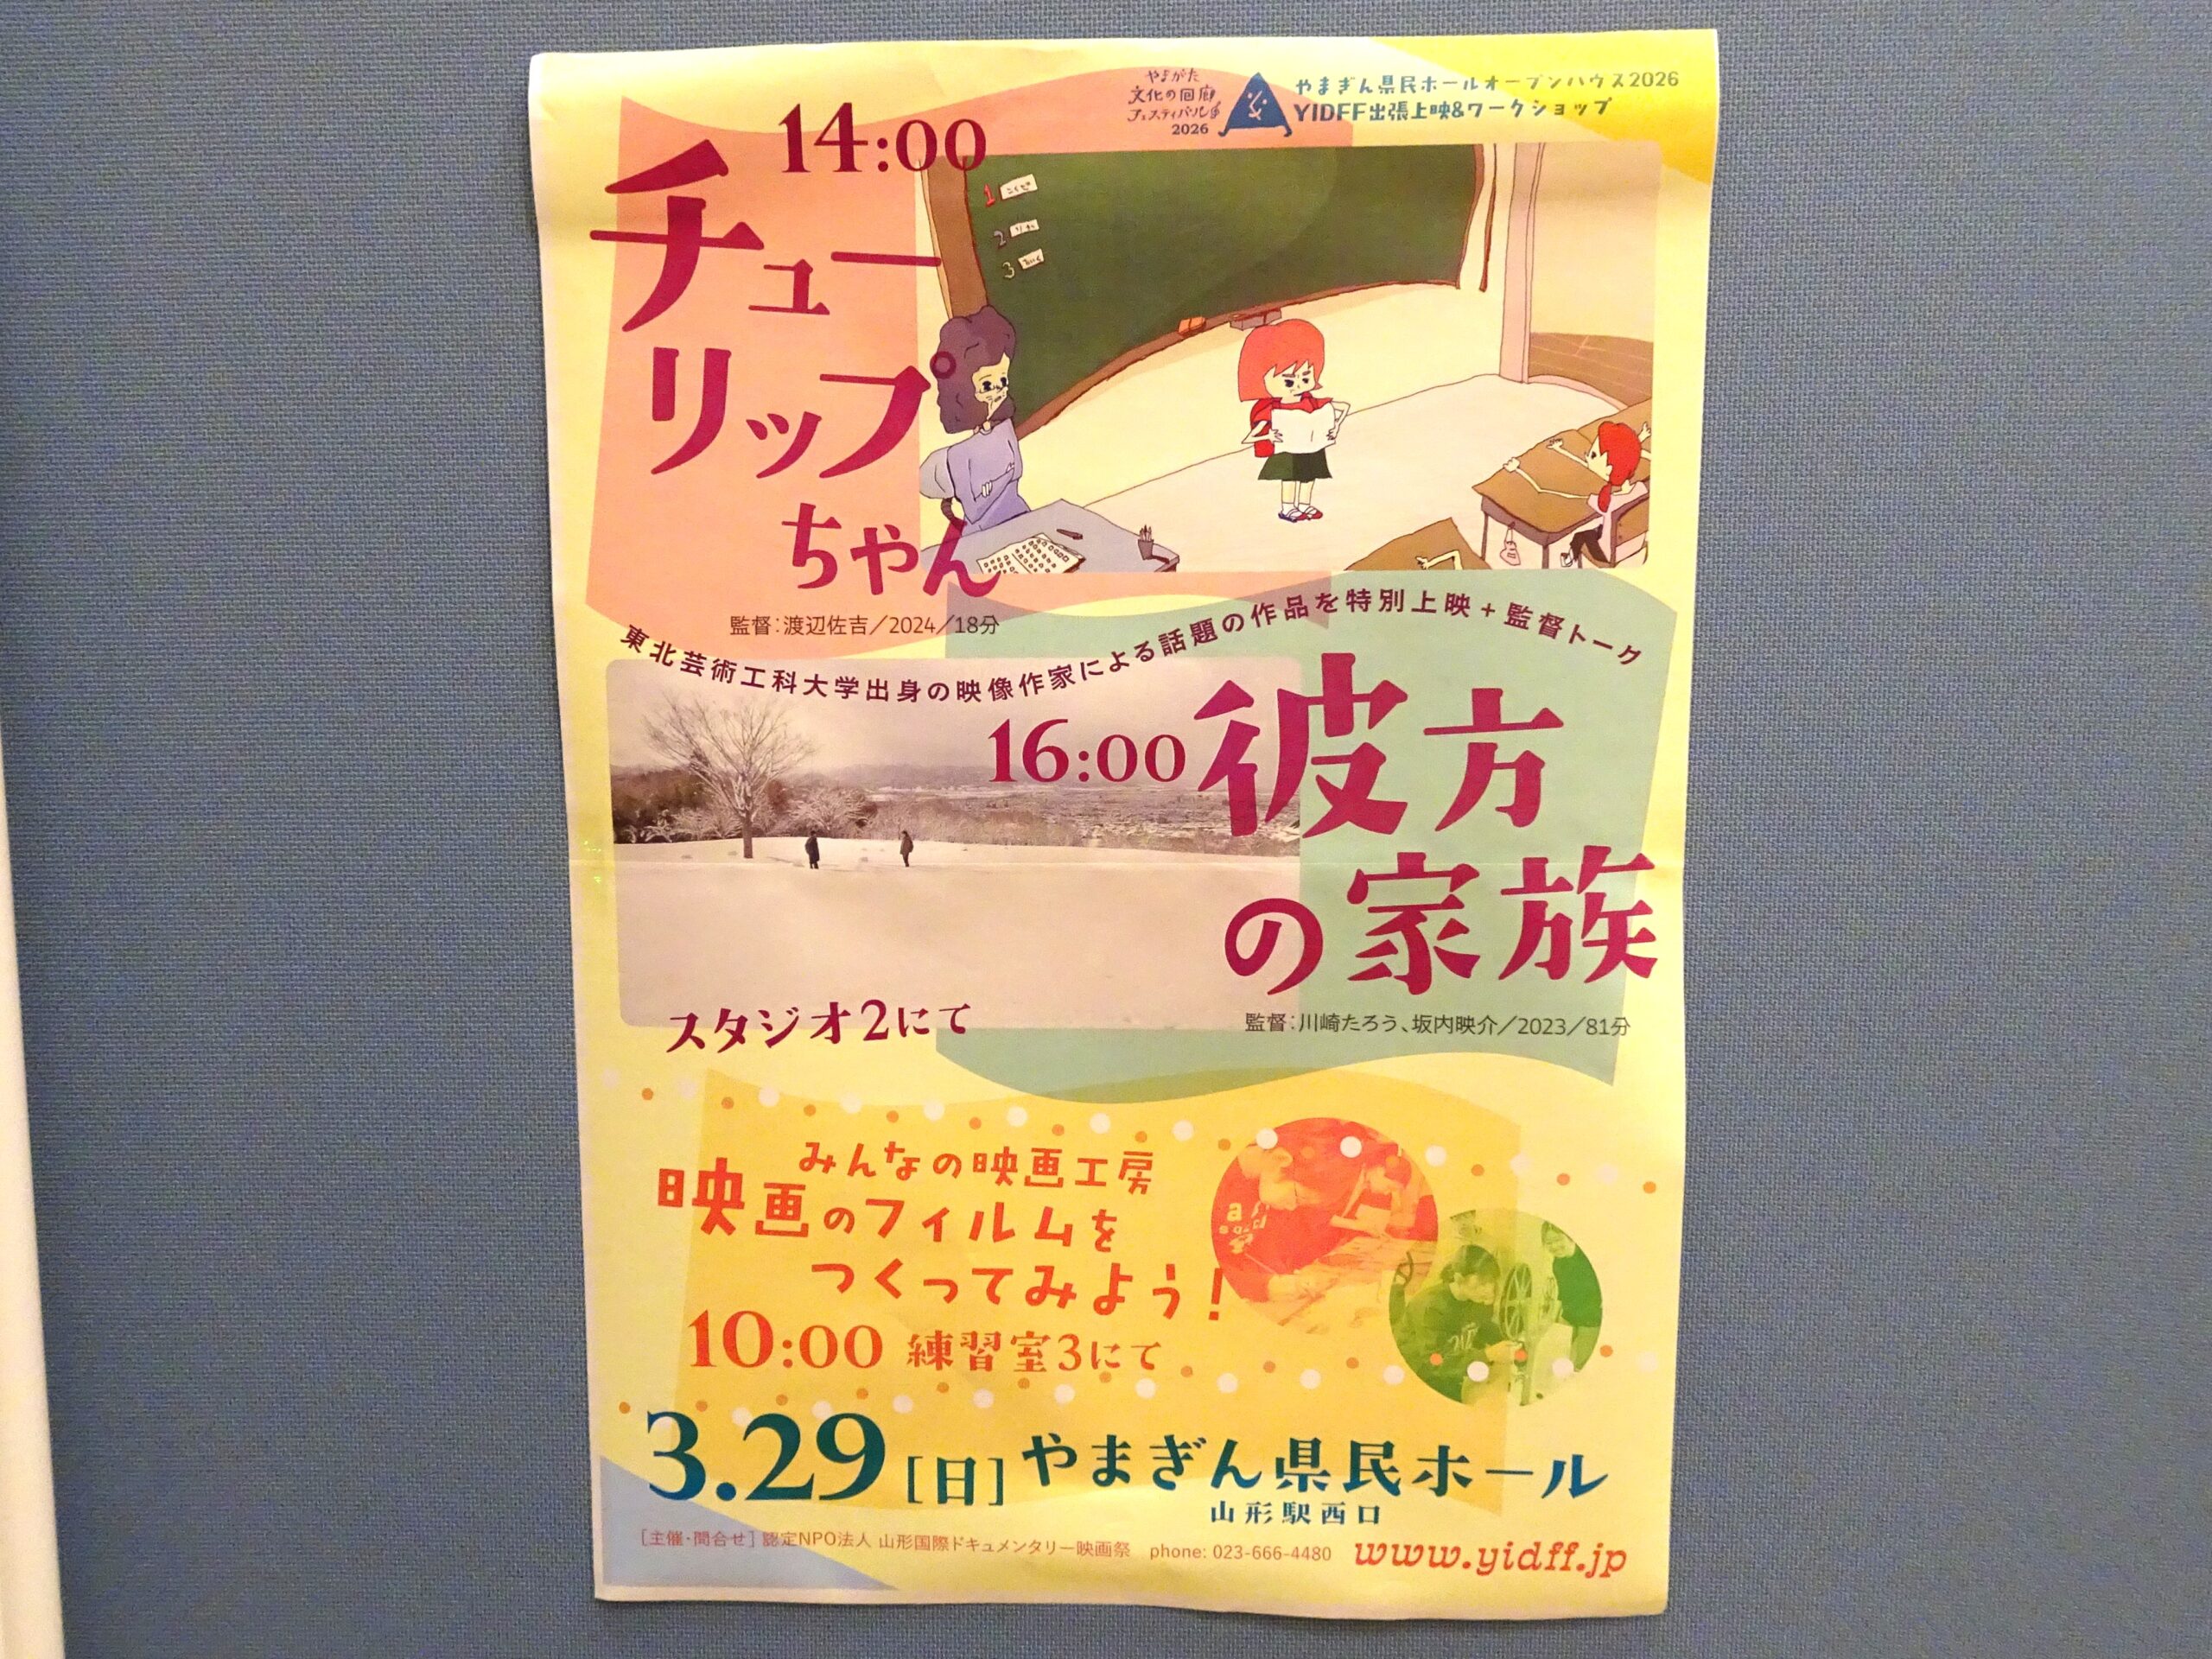 やまがた
文化の回廊
フェスティバル
2026
やまぎん県民ホールオープンハウス2026
YIDFF出張上映&ワークショップ
14:00
チューリップちゃん
1
2
3
監督：渡辺佐吉／2024／18分
東北芸術工科大学出身の映像作家による話題の作品を特別上映＋監督トーク
16:00
彼方
の家族
スタジオ2にて
監督：川崎たろう、坂内映介／2023／81分
みんなの映画工房
映画のフィルムを
つくってみよう！
10:00 練習室3にて
3.29［日］やまぎん県民ホール
山形駅西口
［主催・問合せ］認定NPO法人 山形国際ドキュメンタリー映画祭 phone: 023-666-4480 www.yidff.jp